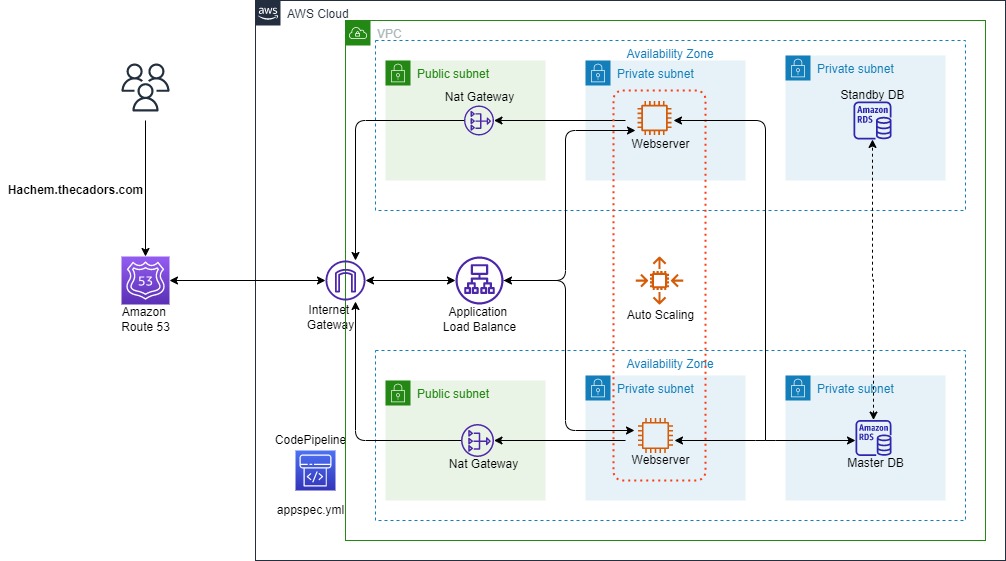 aws
AWS Cloud
VPC
Availability Zone
Public subnet
Private subnet
Private subnet
Nat Gateway
Webserver
Standby DB
Amazon
RDS
Hachem.thecadors.com
53
Amazon
Route 53
Internet
Gateway
Application
Load Balance
Auto Scaling
Availability Zone
Public subnet
Private subnet
Private subnet
Nat Gateway
Webserver
Amazon
RDS
Master DB
CodePipeline
appspec.yml